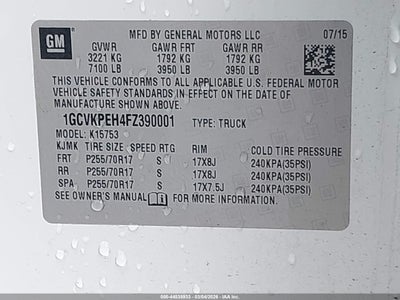 GM
MFD BY GENERAL MOTORS LLC 07/15
GVWR GAWR FRT GAWR RR
3221 KG 1792 KG 1792 KG
7100 LB 3950 LB 3950 LB
THIS VEHICLE CONFORMS TO ALL APPLICABLE U.S. FEDERAL MOTOR
VEHICLE SAFETY STANDARDS IN EFFECT ON THE DATE OF
MANUFACTURE SHOWN ABOVE.
1GCVKPEH4FZ390001 TYPE: TRUCK
MODEL: K15753
KJMK TIRE SIZE SPEED RTG RIM COLD TIRE PRESSURE
FRT P255/70R17 S 17X8J 240KPA(35PSI)
RR P255/70R17 S 17X8J 240KPA(35PSI)
SPA P255/70R17 S 17X7.5J 240KPA(35PSI)
SEE OWNER'S MANUAL FOR MORE INFORMATION.